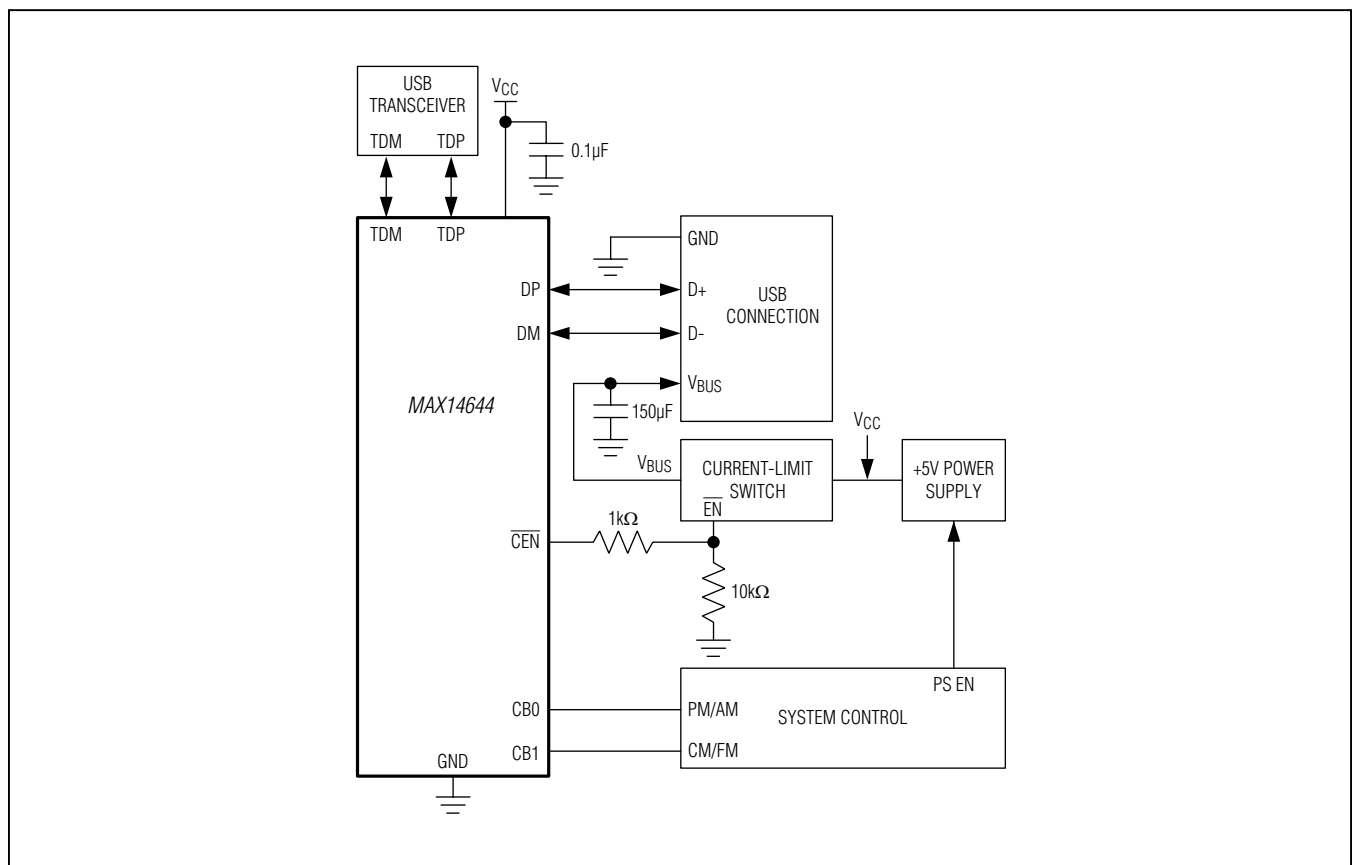 USB
TRANSCEIVER
TDM TDP
VCC
0.1µF
TDM TDP
DP
DM
MAX14644
CEN
CB0
CB1
GND
GND
D+
D-
VBUS
USB
CONNECTION
150µF
VBUS
CURRENT-LIMIT
SWITCH
EN
VCC
+5V POWER
SUPPLY
1kΩ
10kΩ
PS EN
PM/AM
CM/FM
SYSTEM CONTROL